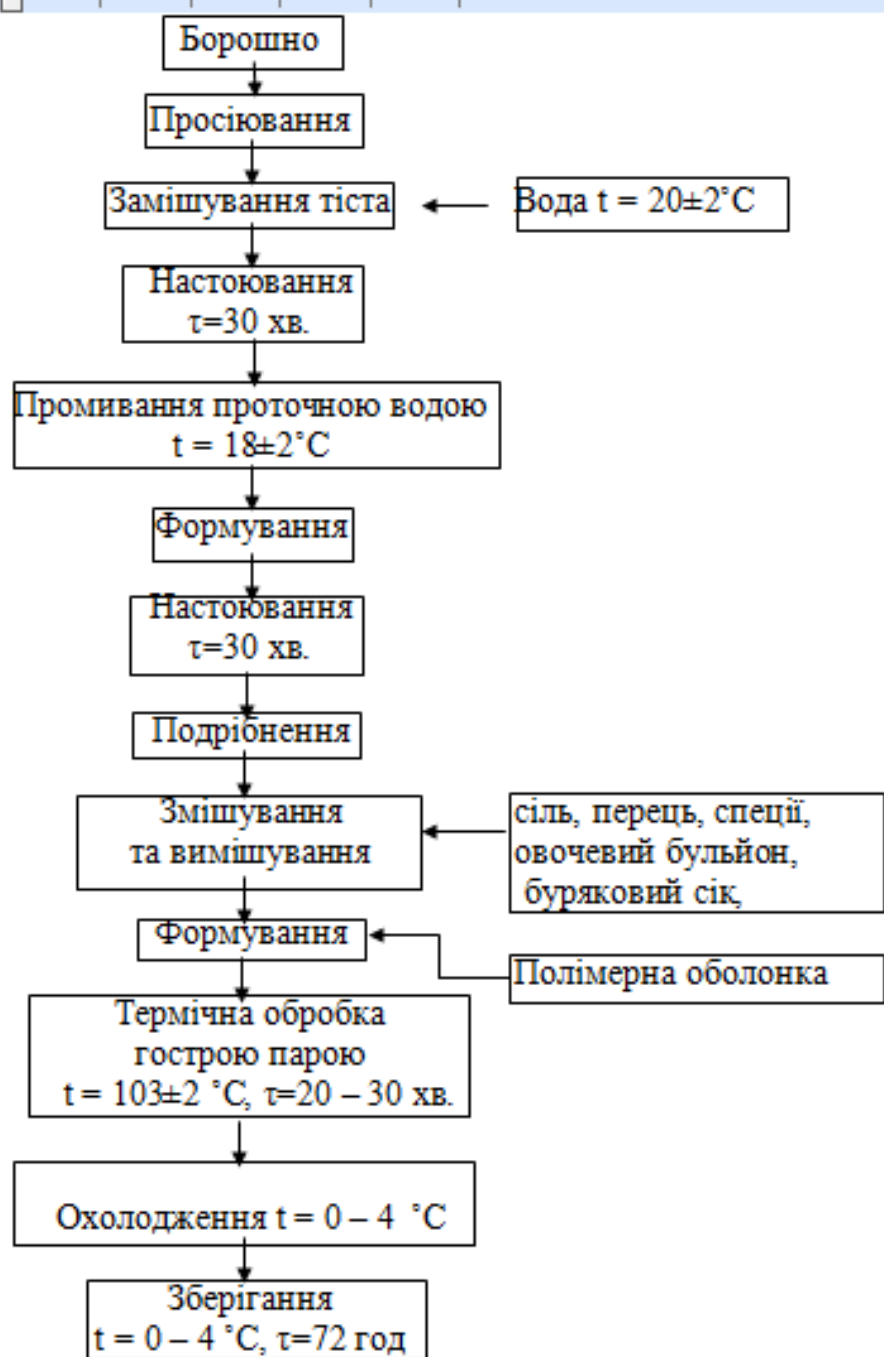 Борошно
Просіювання
Замішування тіста
Вода t = 20±2˚C
Настоювання
τ=30 хв.
Промивання проточною водою
t = 18±2˚C
Формування
Настоювання
τ=30 хв.
Подрібнення
Змішування
та вимішування
сіль, перець, спеції,
овочевий бульйон,
буряковий сік,
Формування
Полімерна оболонка
Термічна обробка
гострою парою
t = 103±2 ˚C, τ=20 – 30 хв.
Охолодження t = 0 – 4 ˚C
Зберігання
t = 0 – 4 ˚C, τ=72 год